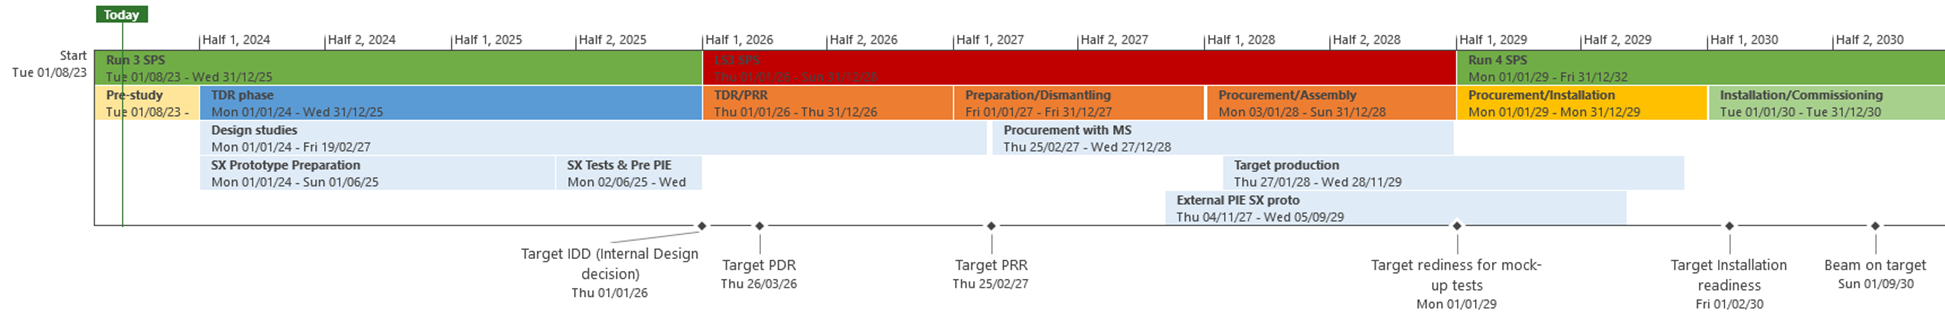 Today
Half 1, 2024
Half 2, 2024
Half 1, 2025
Half 2, 2025
Half 1, 2026
Half 2, 2026
Half 1, 2027
Half 2, 2027
Half 1, 2028
Half 2, 2028
Half 1, 2029
Half 2, 2029
Half 1, 2030
Half 2, 2030
Start
Tue 01/08/23
Run 3 SPS
Tue 01/08/23 - Wed 31/12/25
LS3 SPS
Thu 01/01/26 - Sun 31/12/28
Run 4 SPS
Mon 01/01/29 - Fri 31/12/32
Pre-study
Tue 01/08/23 -
TDR phase
Mon 01/01/24 - Wed 31/12/25
TDR/PRR
Thu 01/01/26 - Thu 31/12/26
Preparation/Dismantling
Fri 01/01/27 - Fri 31/12/27
Procurement/Assembly
Mon 03/01/28 - Sun 31/12/28
Procurement/Installation
Mon 01/01/29 - Mon 31/12/29
Installation/Commissioning
Tue 01/01/30 - Tue 31/12/30
Design studies
Mon 01/01/24 - Fri 19/02/27
Procurement with MS
Thu 25/02/27 - Wed 27/12/28
SX Prototype Preparation
Mon 01/01/24 - Sun 01/06/25
SX Tests & Pre PIE
Mon 02/06/25 - Wed
Target production
Thu 27/01/28 - Wed 28/11/29
External PIE SX proto
Thu 04/11/27 - Wed 05/09/29
Target IDD (Internal Design
decision)
Thu 01/01/26
Target PDR
Thu 26/03/26
Target PRR
Thu 25/02/27
Target rediness for mock-
up tests
Mon 01/01/29
Target Installation
readiness
Fri 01/02/30
Beam on target
Sun 01/09/30